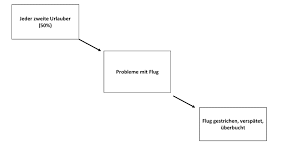 Jeder zweite Urlauber
(50%)
Probleme mit Flug
Flug gestrichen, verspätet,
überbucht